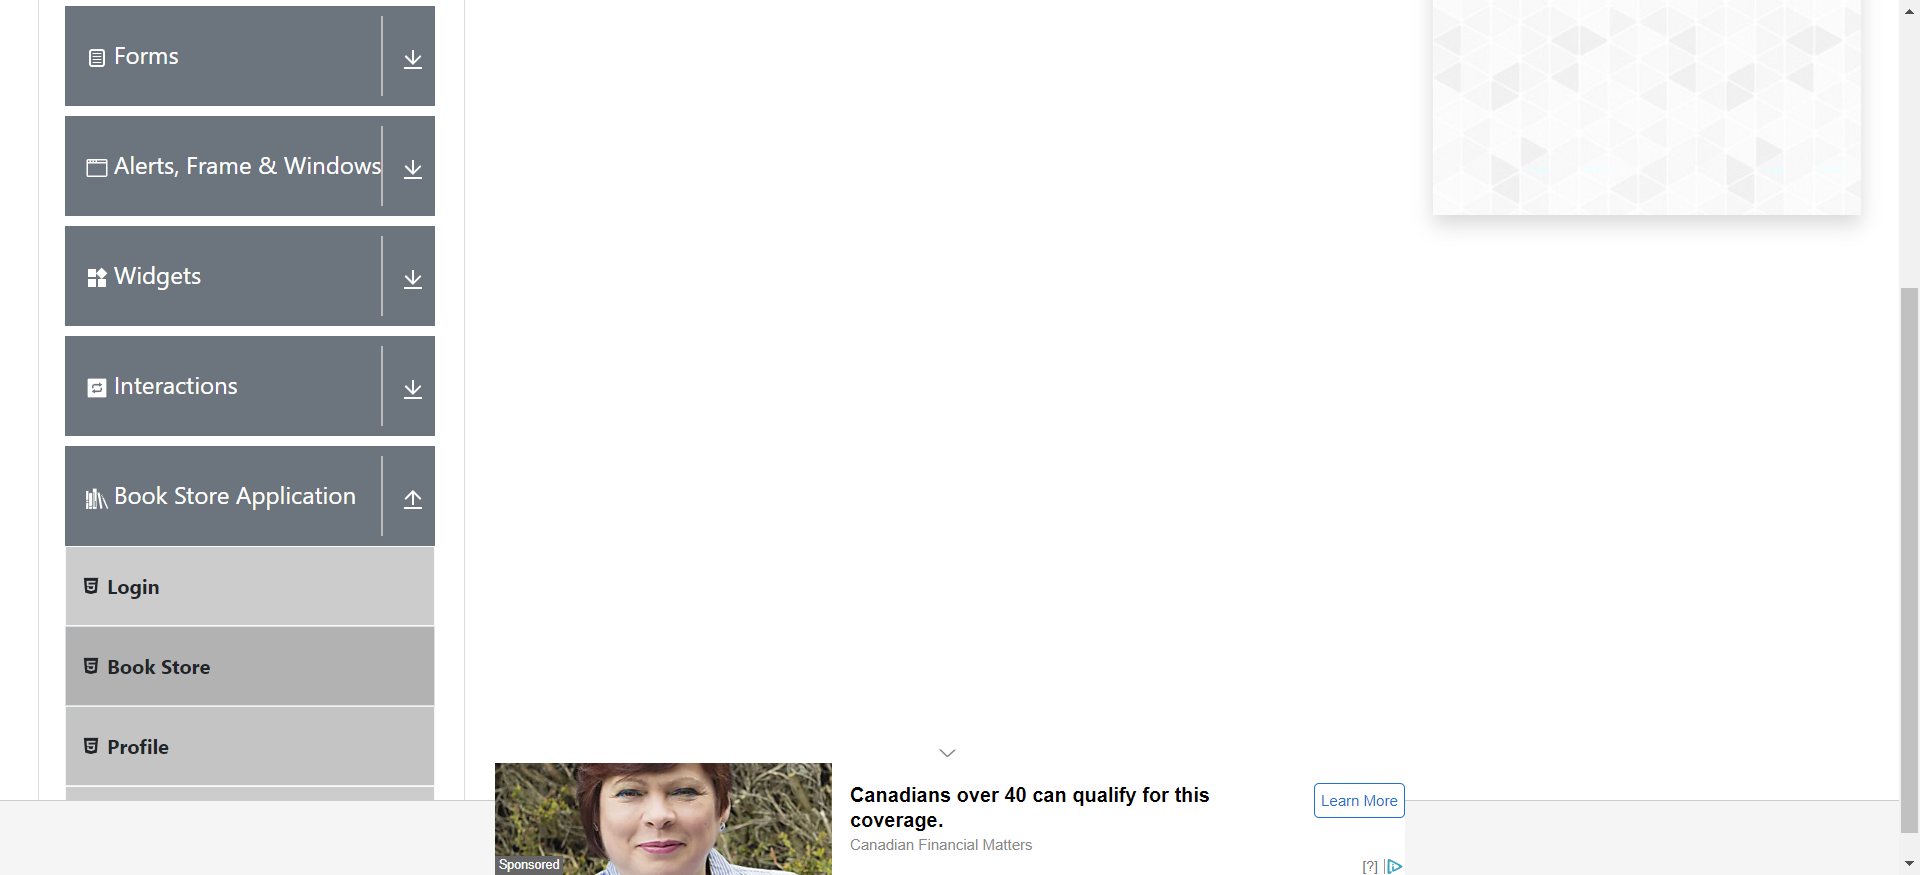 Forms
Alerts, Frame & Windows
Widgets
Interactions
Book Store Application
Login
Book Store
Profile
Sponsored
Canadians over 40 can qualify for this
coverage.
Canadian Financial Matters
Learn More
[?]